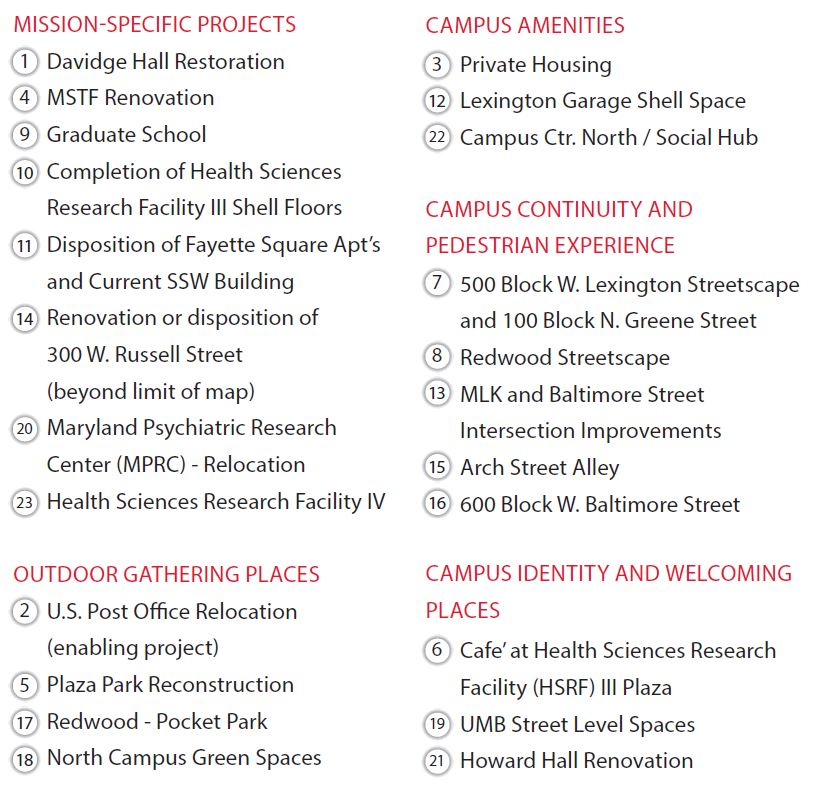 MISSION-SPECIFIC PROJECTS
1 Davidge Hall Restoration
4 MSTF Renovation
9 Graduate School
10 Completion of Health Sciences
Research Facility III Shell Floors
11 Disposition of Fayette Square Apt's
and Current SSW Building
14 Renovation or disposition of
300 W. Russell Street
(beyond limit of map)
20 Maryland Psychiatric Research
Center (MPRC) - Relocation
23 Health Sciences Research Facility IV
OUTDOOR GATHERING PLACES
2 U.S. Post Office Relocation
(enabling project)
5 Plaza Park Reconstruction
17 Redwood - Pocket Park
18 North Campus Green Spaces
CAMPUS AMENITIES
3 Private Housing
12 Lexington Garage Shell Space
22 Campus Ctr. North / Social Hub
CAMPUS CONTINUITY AND
PEDESTRIAN EXPERIENCE
7 500 Block W. Lexington Streetscape
and 100 Block N. Greene Street
8 Redwood Streetscape
13 MLK and Baltimore Street
Intersection Improvements
15 Arch Street Alley
16 600 Block W. Baltimore Street
CAMPUS IDENTITY AND WELCOMING
PLACES
6 Cafe' at Health Sciences Research
Facility (HSRF) III Plaza
19 UMB Street Level Spaces
21 Howard Hall Renovation